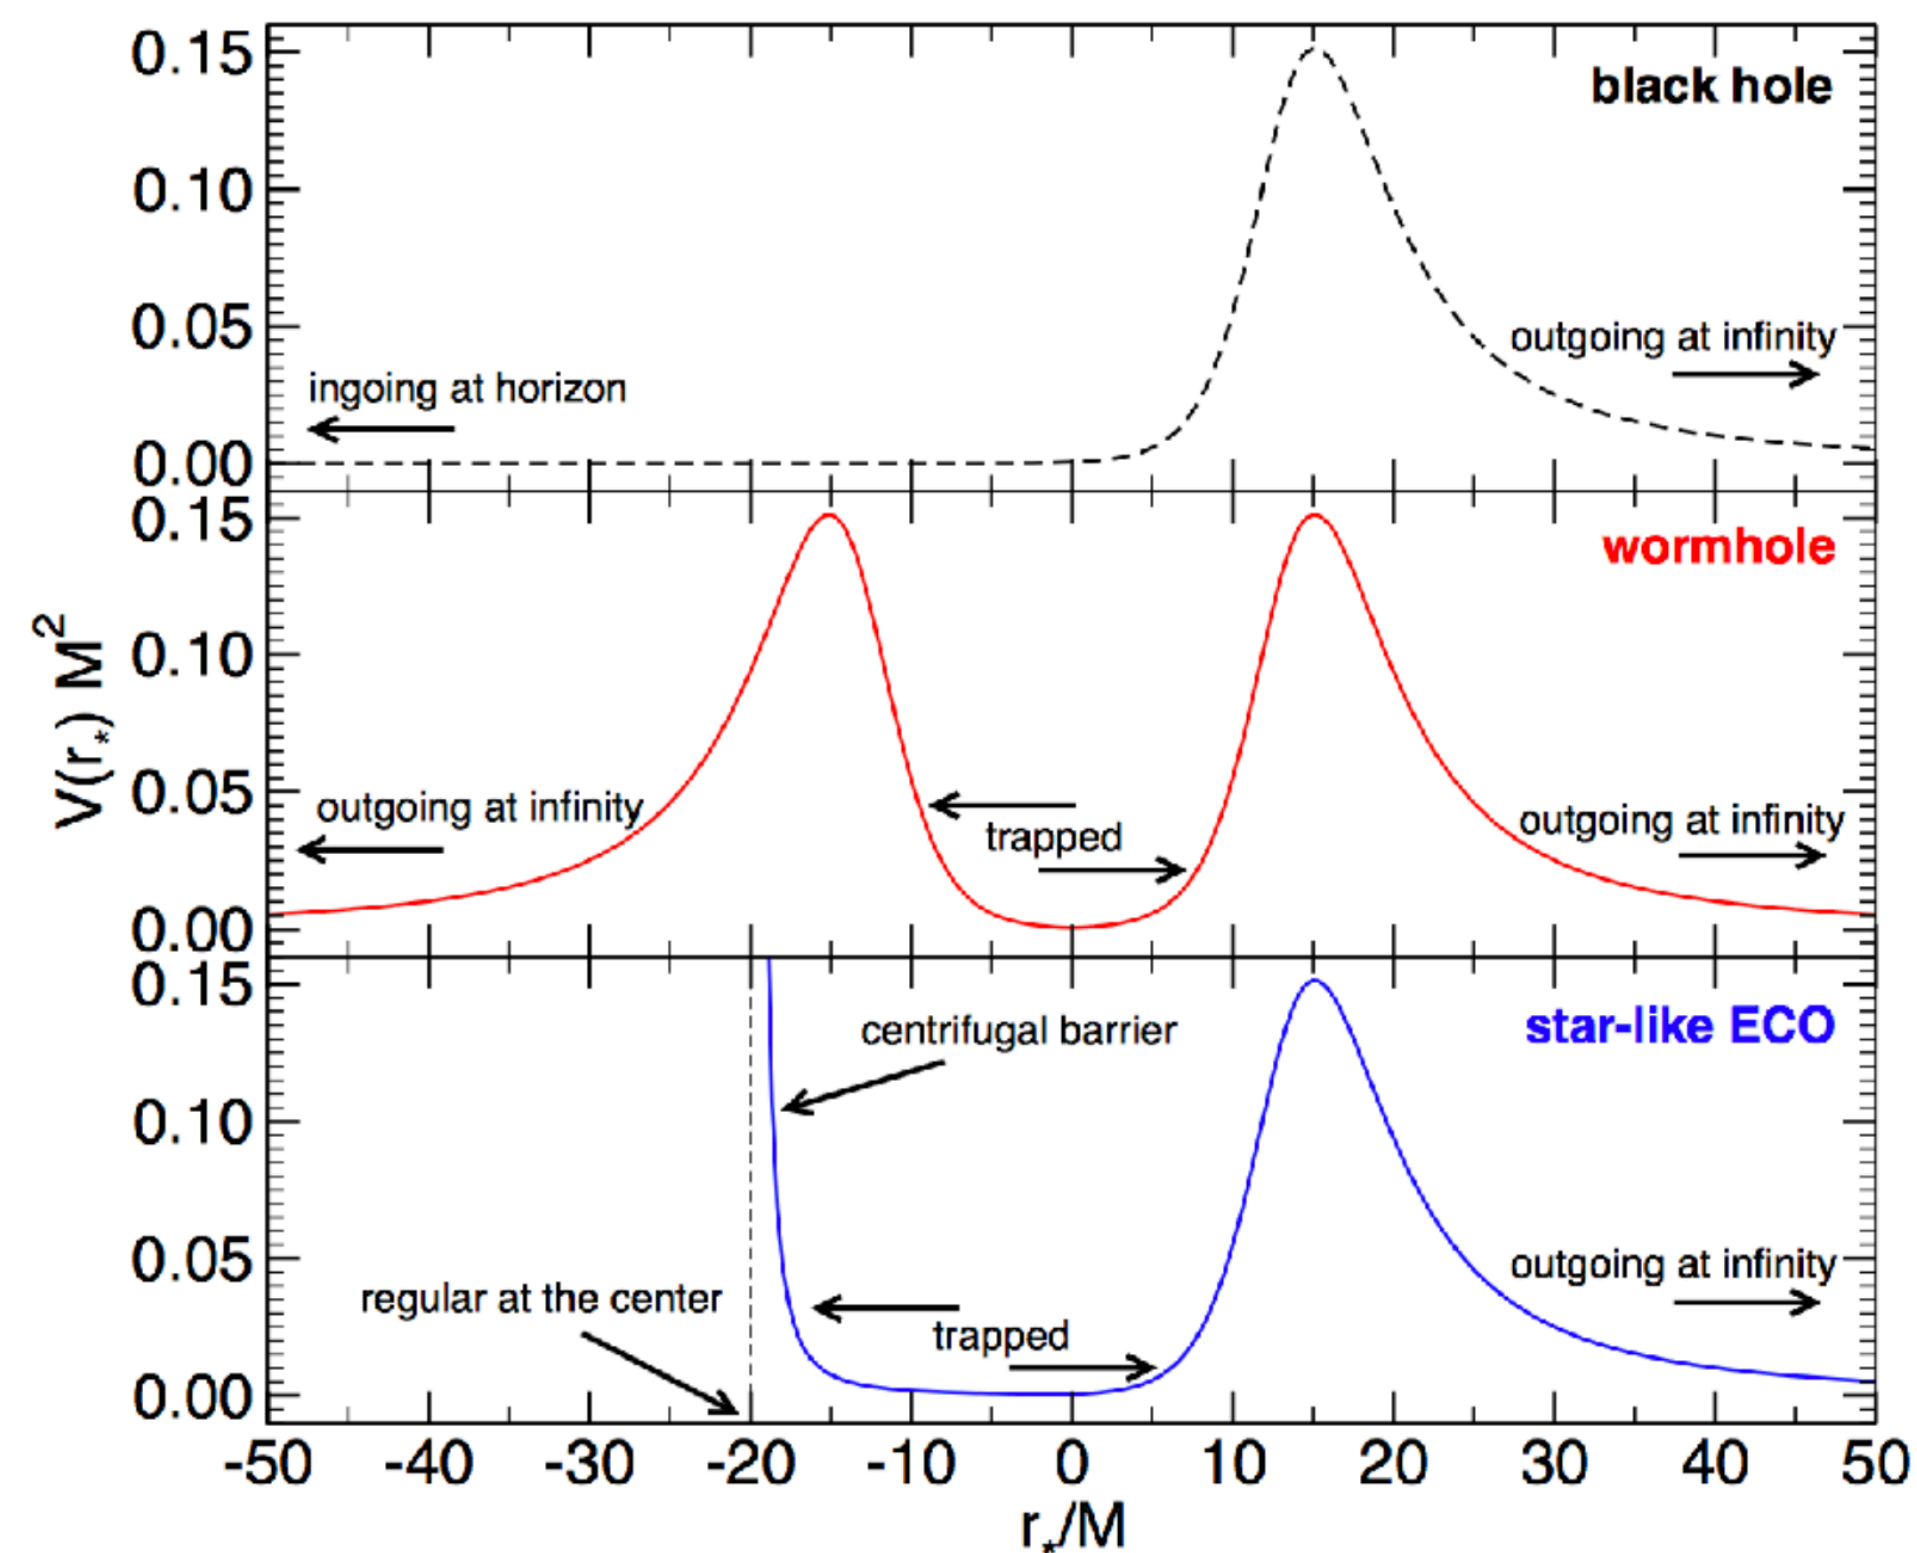 0.15
black hole
0.10
0.05
outgoing at infinity
ingoing at horizon
0.00
0.15
wormhole
0.10
V(r*) M²
0.05
outgoing at infinity
trapped
outgoing at infinity
0.00
0.15
star-like ECO
centrifugal barrier
0.10
0.05
outgoing at infinity
regular at the center
trapped
0.00
-50 -40 -30 -20 -10 0 10 20 30 40 50
r*/M